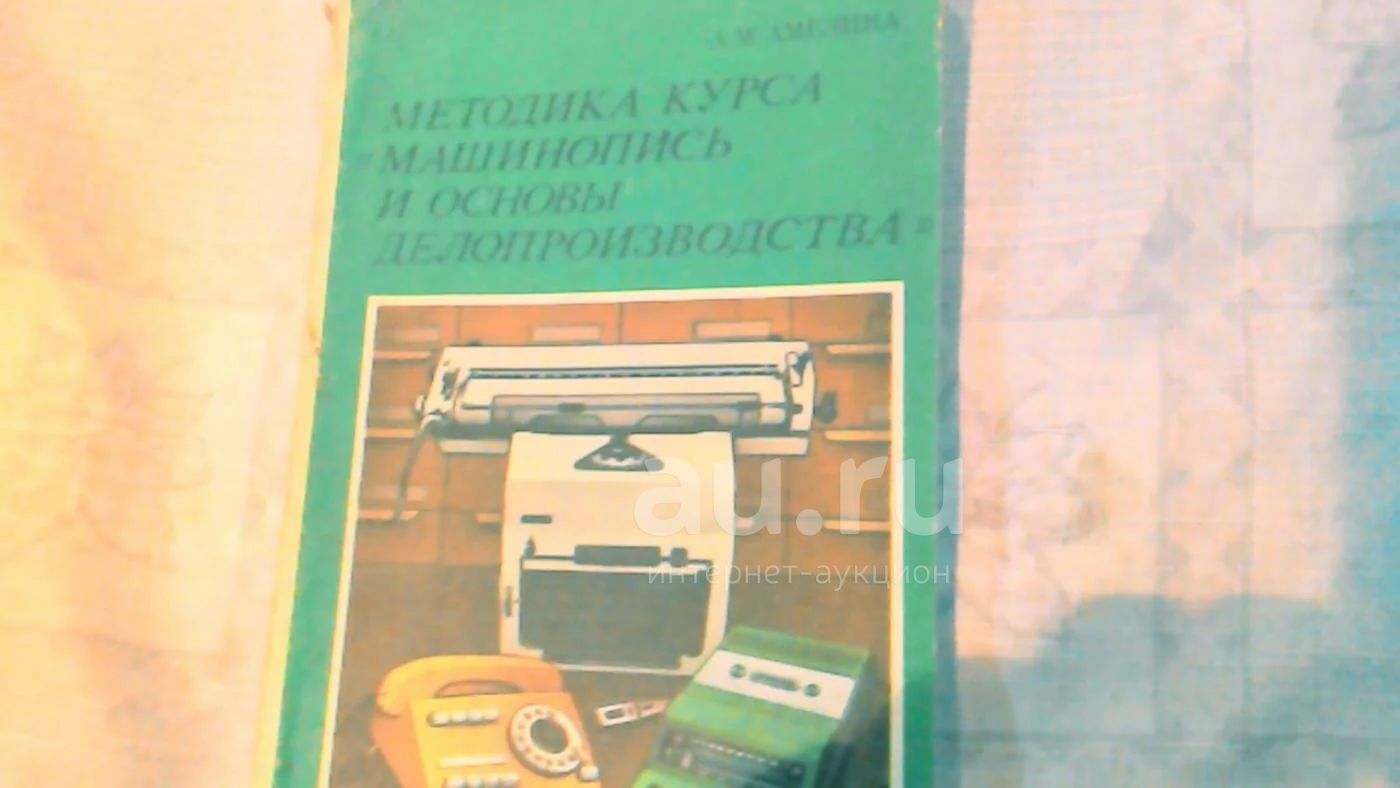 А. М. АМЕЛИНА
МЕТОДИКА КУРСА
«МАШИНОПИСЬ
И ОСНОВЫ
ДЕЛОПРОИЗВОДСТВА»
au.ru
интернет-аукцион